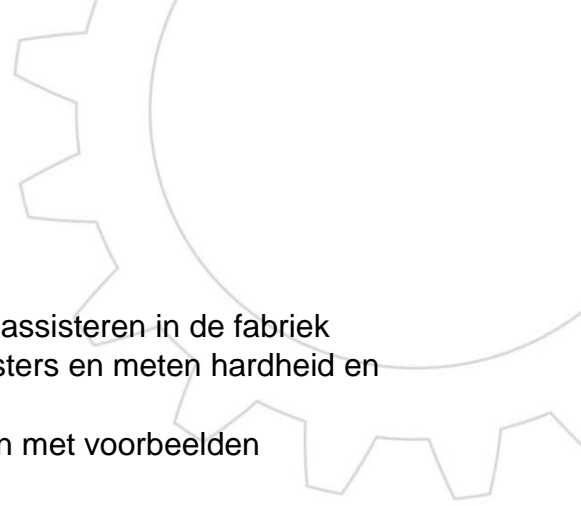 assisteren in de fabriek
sters en meten hardheid en
n met voorbeelden